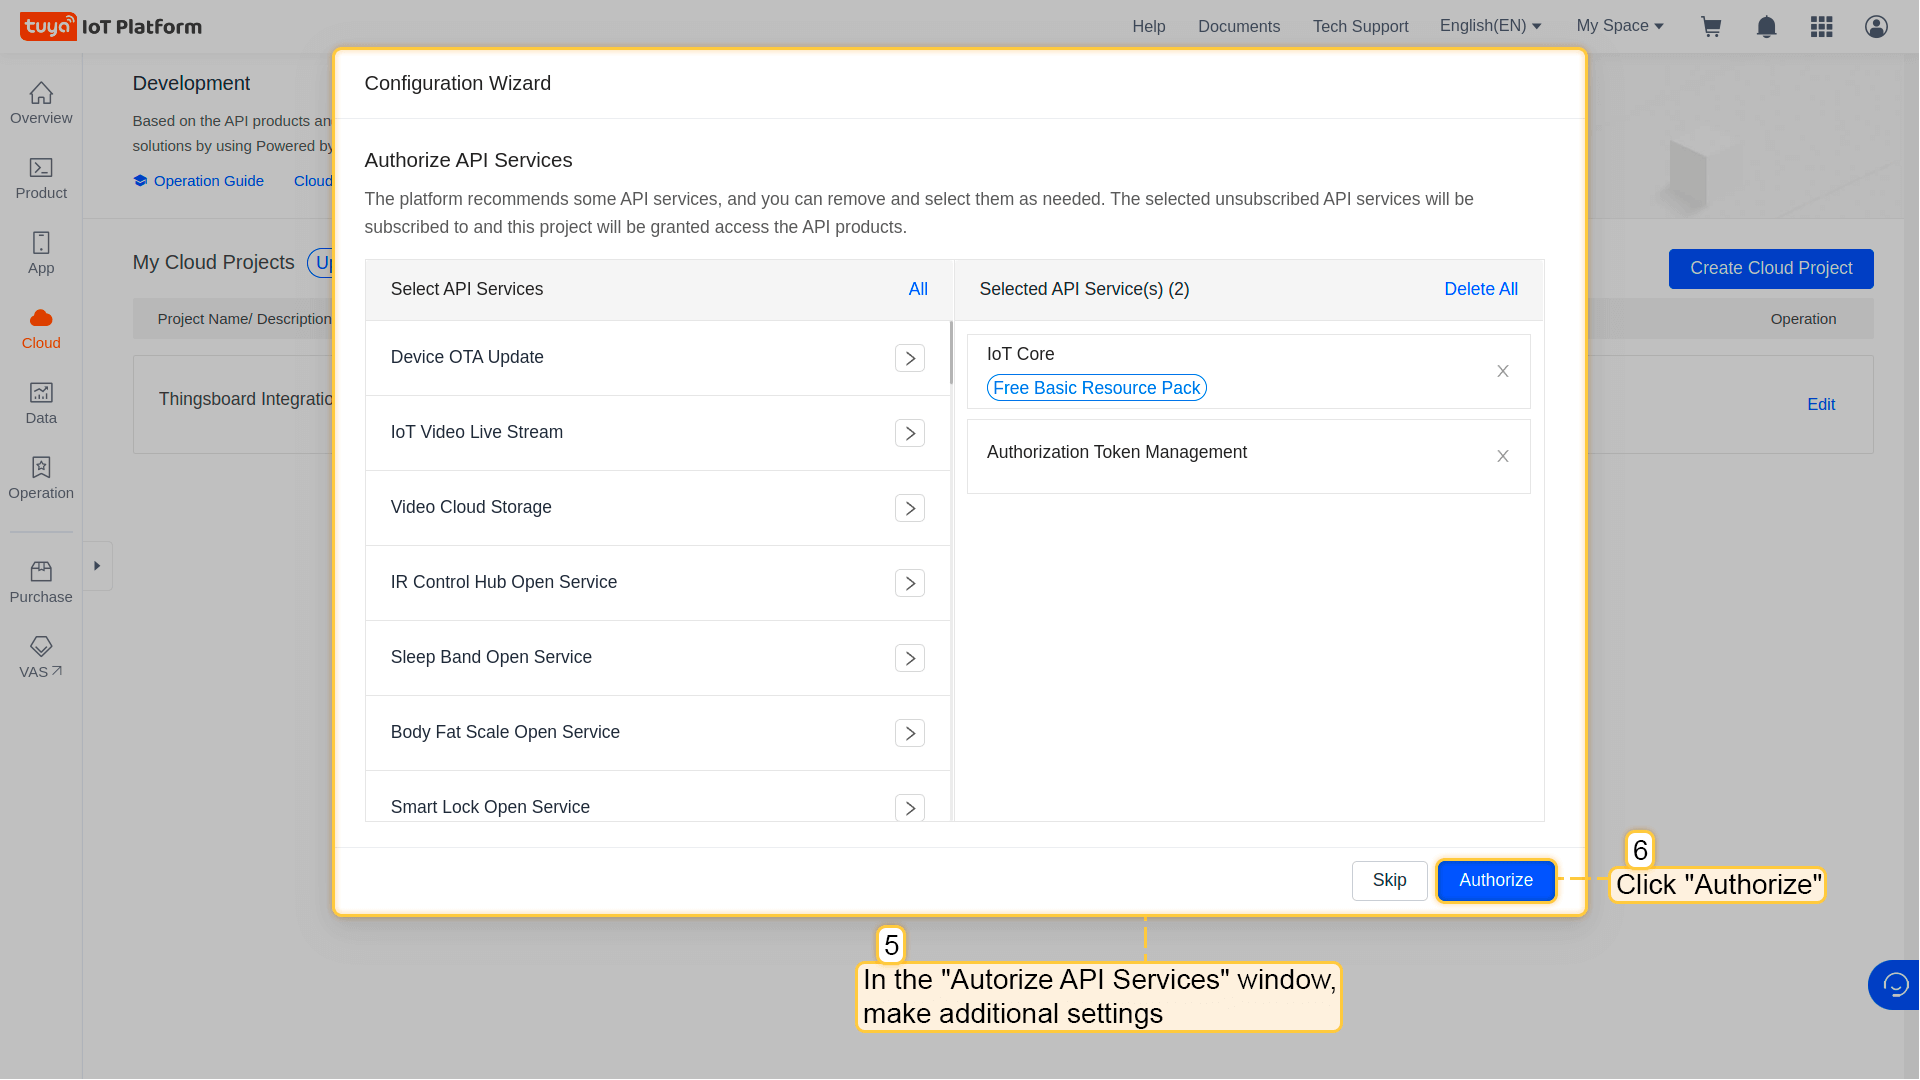 tuya IoT Platform
Help
Documents
Tech Support
English(EN)
My Space
Overview
Product
App
Cloud
Data
Operation
Purchase
VAS
Development
Based on the API products an
solutions by using Powered by
Operation Guide
Cloud
My Cloud Projects
Project Name/ Description
Thingsboard Integratio
Create Cloud Project
Operation
Edit
Configuration Wizard
Authorize API Services
The platform recommends some API services, and you can remove and select them as needed. The selected unsubscribed API services will be
subscribed to and this project will be granted access the API products.
Select API Services
All
Device OTA Update
IoT Video Live Stream
Video Cloud Storage
IR Control Hub Open Service
Sleep Band Open Service
Body Fat Scale Open Service
Smart Lock Open Service
Selected API Service(s) (2)
Delete All
IoT Core
Free Basic Resource Pack
Authorization Token Management
Skip
Authorize
6
Click "Authorize"
5
In the "Autorize API Services" window,
make additional settings